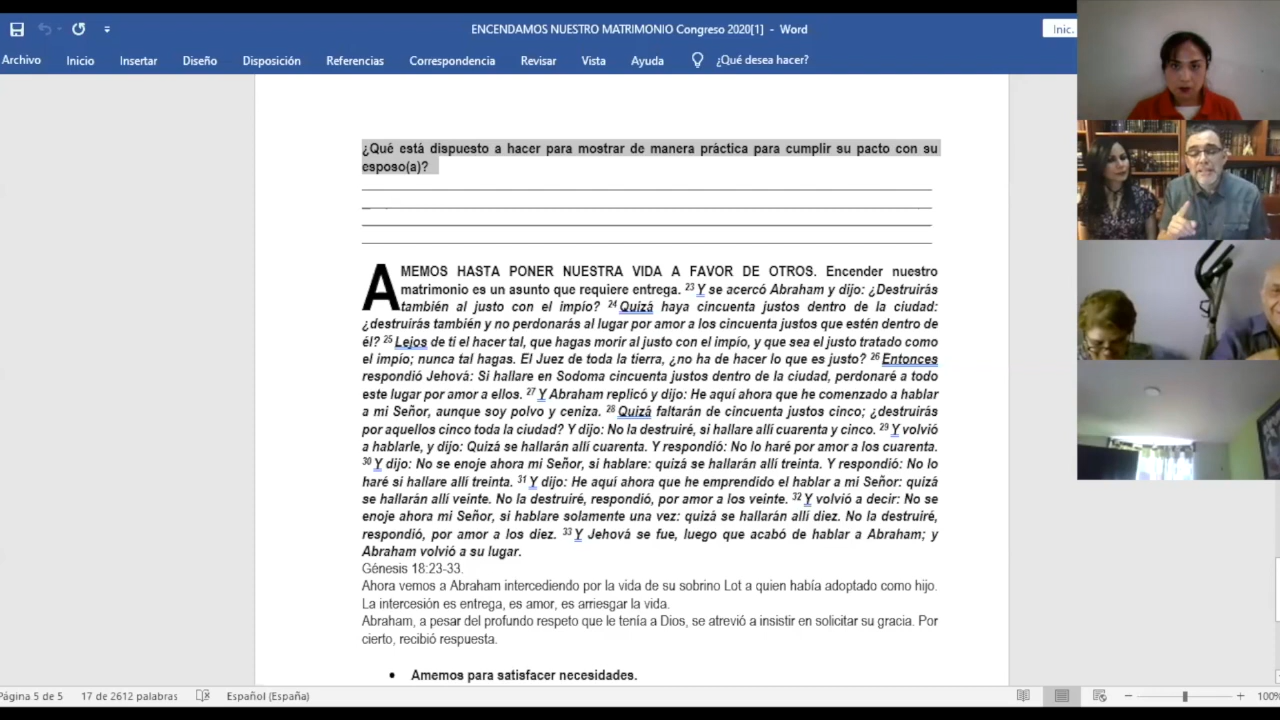 ENCENDAMOS NUESTRO MATRIMONIO Congreso 2020[1] - Word
Inic.
Archivo Inicio Insertar Diseño Disposición Referencias Correspondencia Revisar Vista Ayuda ¿Qué desea hacer?
¿Qué está dispuesto a hacer para mostrar de manera práctica para cumplir su pacto con su
esposo(a)?
AMEMOS HASTA PONER NUESTRA VIDA A FAVOR DE OTROS. Encender nuestro
matrimonio es un asunto que requiere entrega. 23 Y se acercó Abraham y dijo: ¿Destruirás
también al justo con el impío? 24 Quizá haya cincuenta justos dentro de la ciudad:
¿destruirás también y no perdonarás al lugar por amor a los cincuenta justos que estén dentro de
él? 25 Lejos de ti el hacer tal, que hagas morir al justo con el impío, y que sea el justo tratado como
el impío; nunca tal hagas. El Juez de toda la tierra, ¿no ha de hacer lo que es justo? 26 Entonces
respondió Jehová: Si hallare en Sodoma cincuenta justos dentro de la ciudad, perdonaré a todo
este lugar por amor a ellos. 27 Y Abraham replicó y dijo: He aquí ahora que he comenzado a hablar
a mi Señor, aunque soy polvo y ceniza. 28 Quizá faltarán de cincuenta justos cinco; ¿destruirás
por aquellos cinco toda la ciudad? Y dijo: No la destruiré, si hallare allí cuarenta y cinco. 29 Y volvió
a hablarle, y dijo: Quizá se hallarán allí cuarenta. Y respondió: No lo haré por amor a los cuarenta.
30 Y dijo: No se enoje ahora mi Señor, si hablare: quizá se hallarán allí treinta. Y respondió: No lo
haré si hallare allí treinta. 31 Y dijo: He aquí ahora que he emprendido el hablar a mi Señor: quizá
se hallarán allí veinte. No la destruiré, respondió, por amor a los veinte. 32 Y volvió a decir: No se
enoje ahora mi Señor, si hablare solamente una vez: quizá se hallarán allí diez. No la destruiré,
respondió, por amor a los diez. 33 Y Jehová se fue, luego que acabó de hablar a Abraham; y
Abraham volvió a su lugar.
Génesis 18:23-33.
Ahora vemos a Abraham intercediendo por la vida de su sobrino Lot a quien había adoptado como hijo.
La intercesión es entrega, es amor, es arriesgar la vida.
Abraham, a pesar del profundo respeto que le tenía a Dios, se atrevió a insistir en solicitar su gracia. Por
cierto, recibió respuesta.
• Amemos para satisfacer necesidades.
Página 5 de 5 17 de 2612 palabras Español (España) 100%